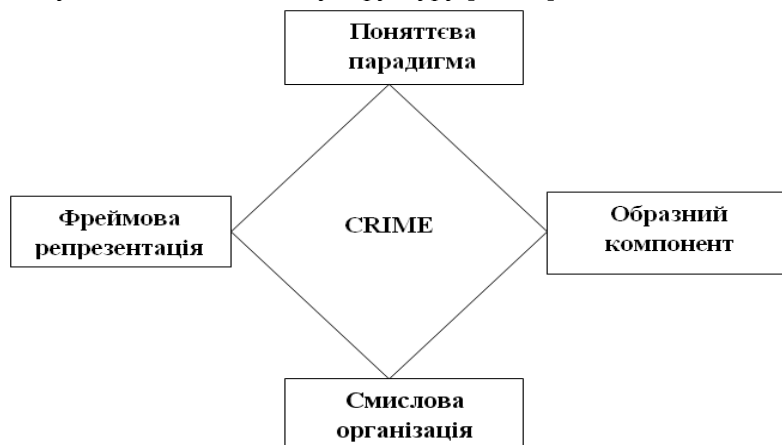 Поняттєва
парадигма
Фреймова
репрезентація
CRIME
Образний
компонент
Смислова
організація